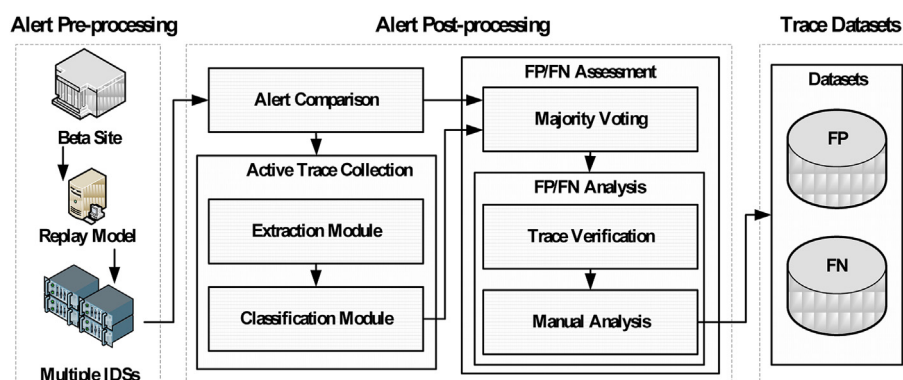 Alert Pre-processing
Alert Post-processing
Trace Datasets
Beta Site
Replay Model
Multiple IDSs
Alert Comparison
Active Trace Collection
Extraction Module
Classification Module
FP/FN Assessment
Majority Voting
FP/FN Analysis
Trace Verification
Manual Analysis
Datasets
FP
FN